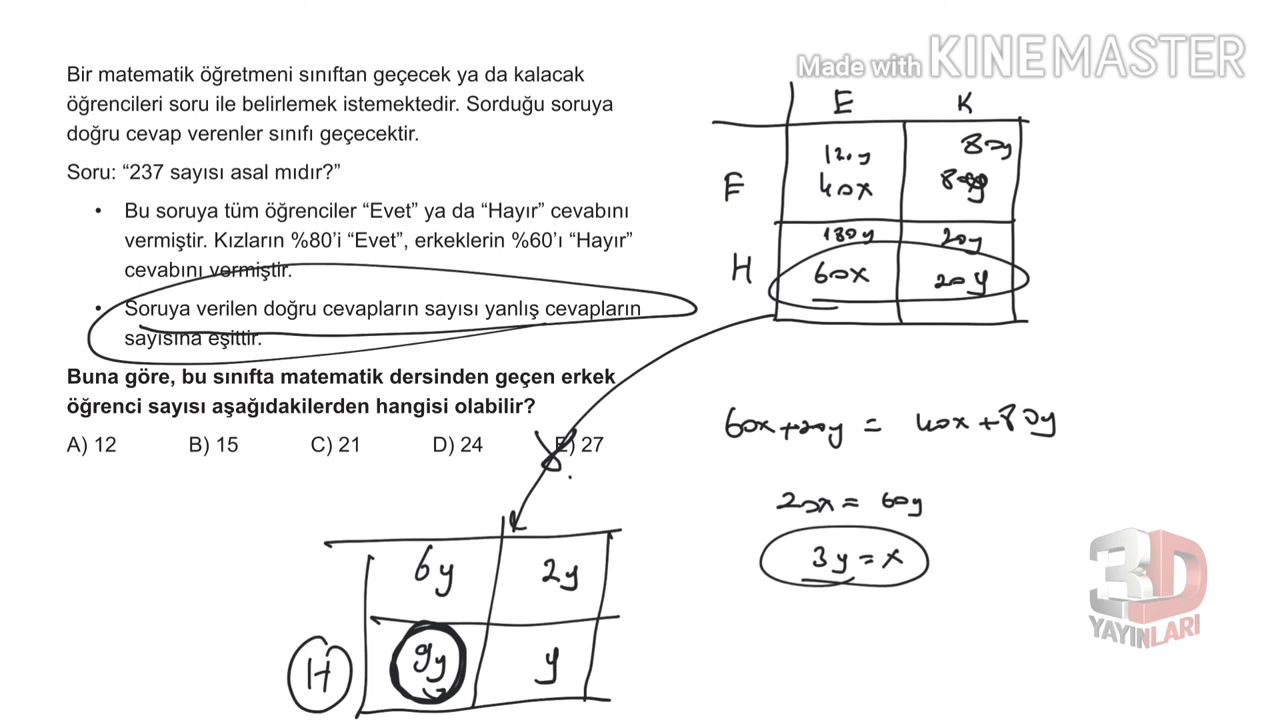 Made with KINEMASTER
Bir matematik öğretmeni sınıftan geçecek ya da kalacak
öğrencileri soru ile belirlemek istemektedir. Sorduğu soruya
doğru cevap verenler sınıfı geçecektir.
Soru: “237 sayısı asal mıdır?”
• Bu soruya tüm öğrenciler “Evet” ya da “Hayır” cevabını
vermiştir. Kızların %80’i “Evet”, erkeklerin %60’ı “Hayır”
cevabını vermiştir.
• Soruya verilen doğru cevapların sayısı yanlış cevapların
sayısına eşittir.
Buna göre, bu sınıfta matematik dersinden geçen erkek
öğrenci sayısı aşağıdakilerden hangisi olabilir?
A) 12 B) 15 C) 21 D) 24 E) 27
E K
120y 80y
E 40x
180y 20y
H 60x 20y
60x+20y = 40x+80y
20x = 60y
3y = x
6y 2y
H 9y y
3D
YAYINLARI